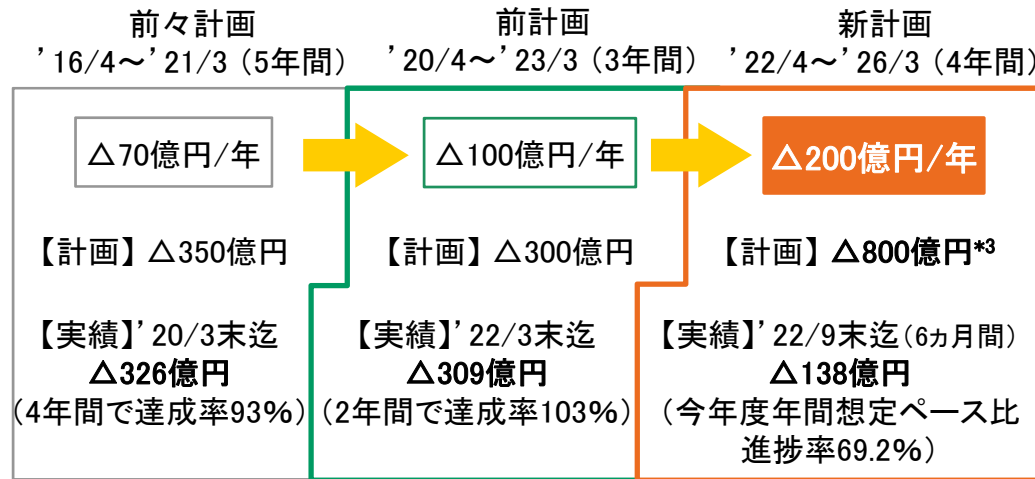 前々計画
’16/4～’21/3（5年間）
△70億円/年
【計画】△350億円
【実績】’20/3末迄
△326億円
（4年間で達成率93%）
前計画
’20/4～’23/3（3年間）
△100億円/年
【計画】△300億円
【実績】’22/3末迄
△309億円
（2年間で達成率103%）
新計画
’22/4～’26/3（4年間）
△200億円/年
【計画】△800億円*3
【実績】’22/9末迄（6ヵ月間）
△138億円
（今年度年間想定ペース比
進捗率69.2%）